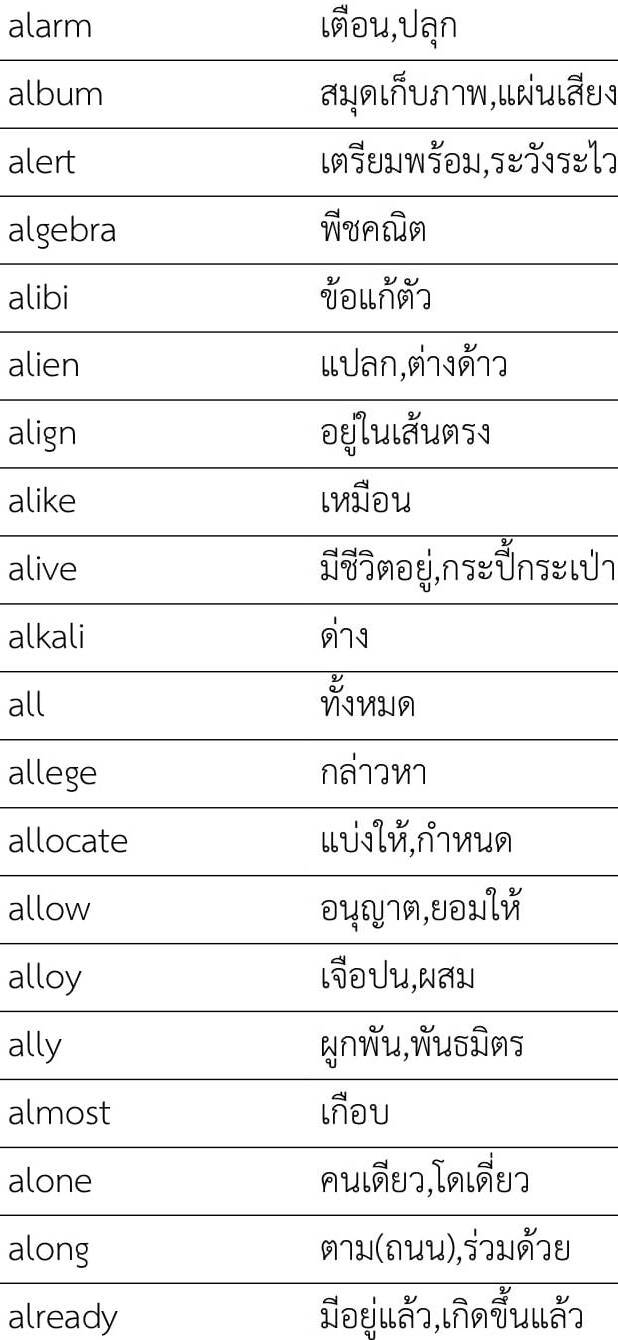 alarm เตือน,ปลุก
album สมุดเก็บภาพ,แผ่นเสียง
alert เตรียมพร้อม,ระวังระไว
algebra พีชคณิต
alibi ข้อแก้ตัว
alien แปลก,ต่างด้าว
align อยู่ในเส้นตรง
alike เหมือน
alive มีชีวิตอยู่,กระปี้กระเป่า
alkali ด่าง
all ทั้งหมด
allege กล่าวหา
allocate แบ่งให้,กำหนด
allow อนุญาต,ยอมให้
alloy เจือปน,ผสม
ally ผูกพัน,พันธมิตร
almost เกือบ
alone คนเดียว,โดเดี่ยว
along ตาม(ถนน),ร่วมด้วย
already มีอยู่แล้ว,เกิดขึ้นแล้ว